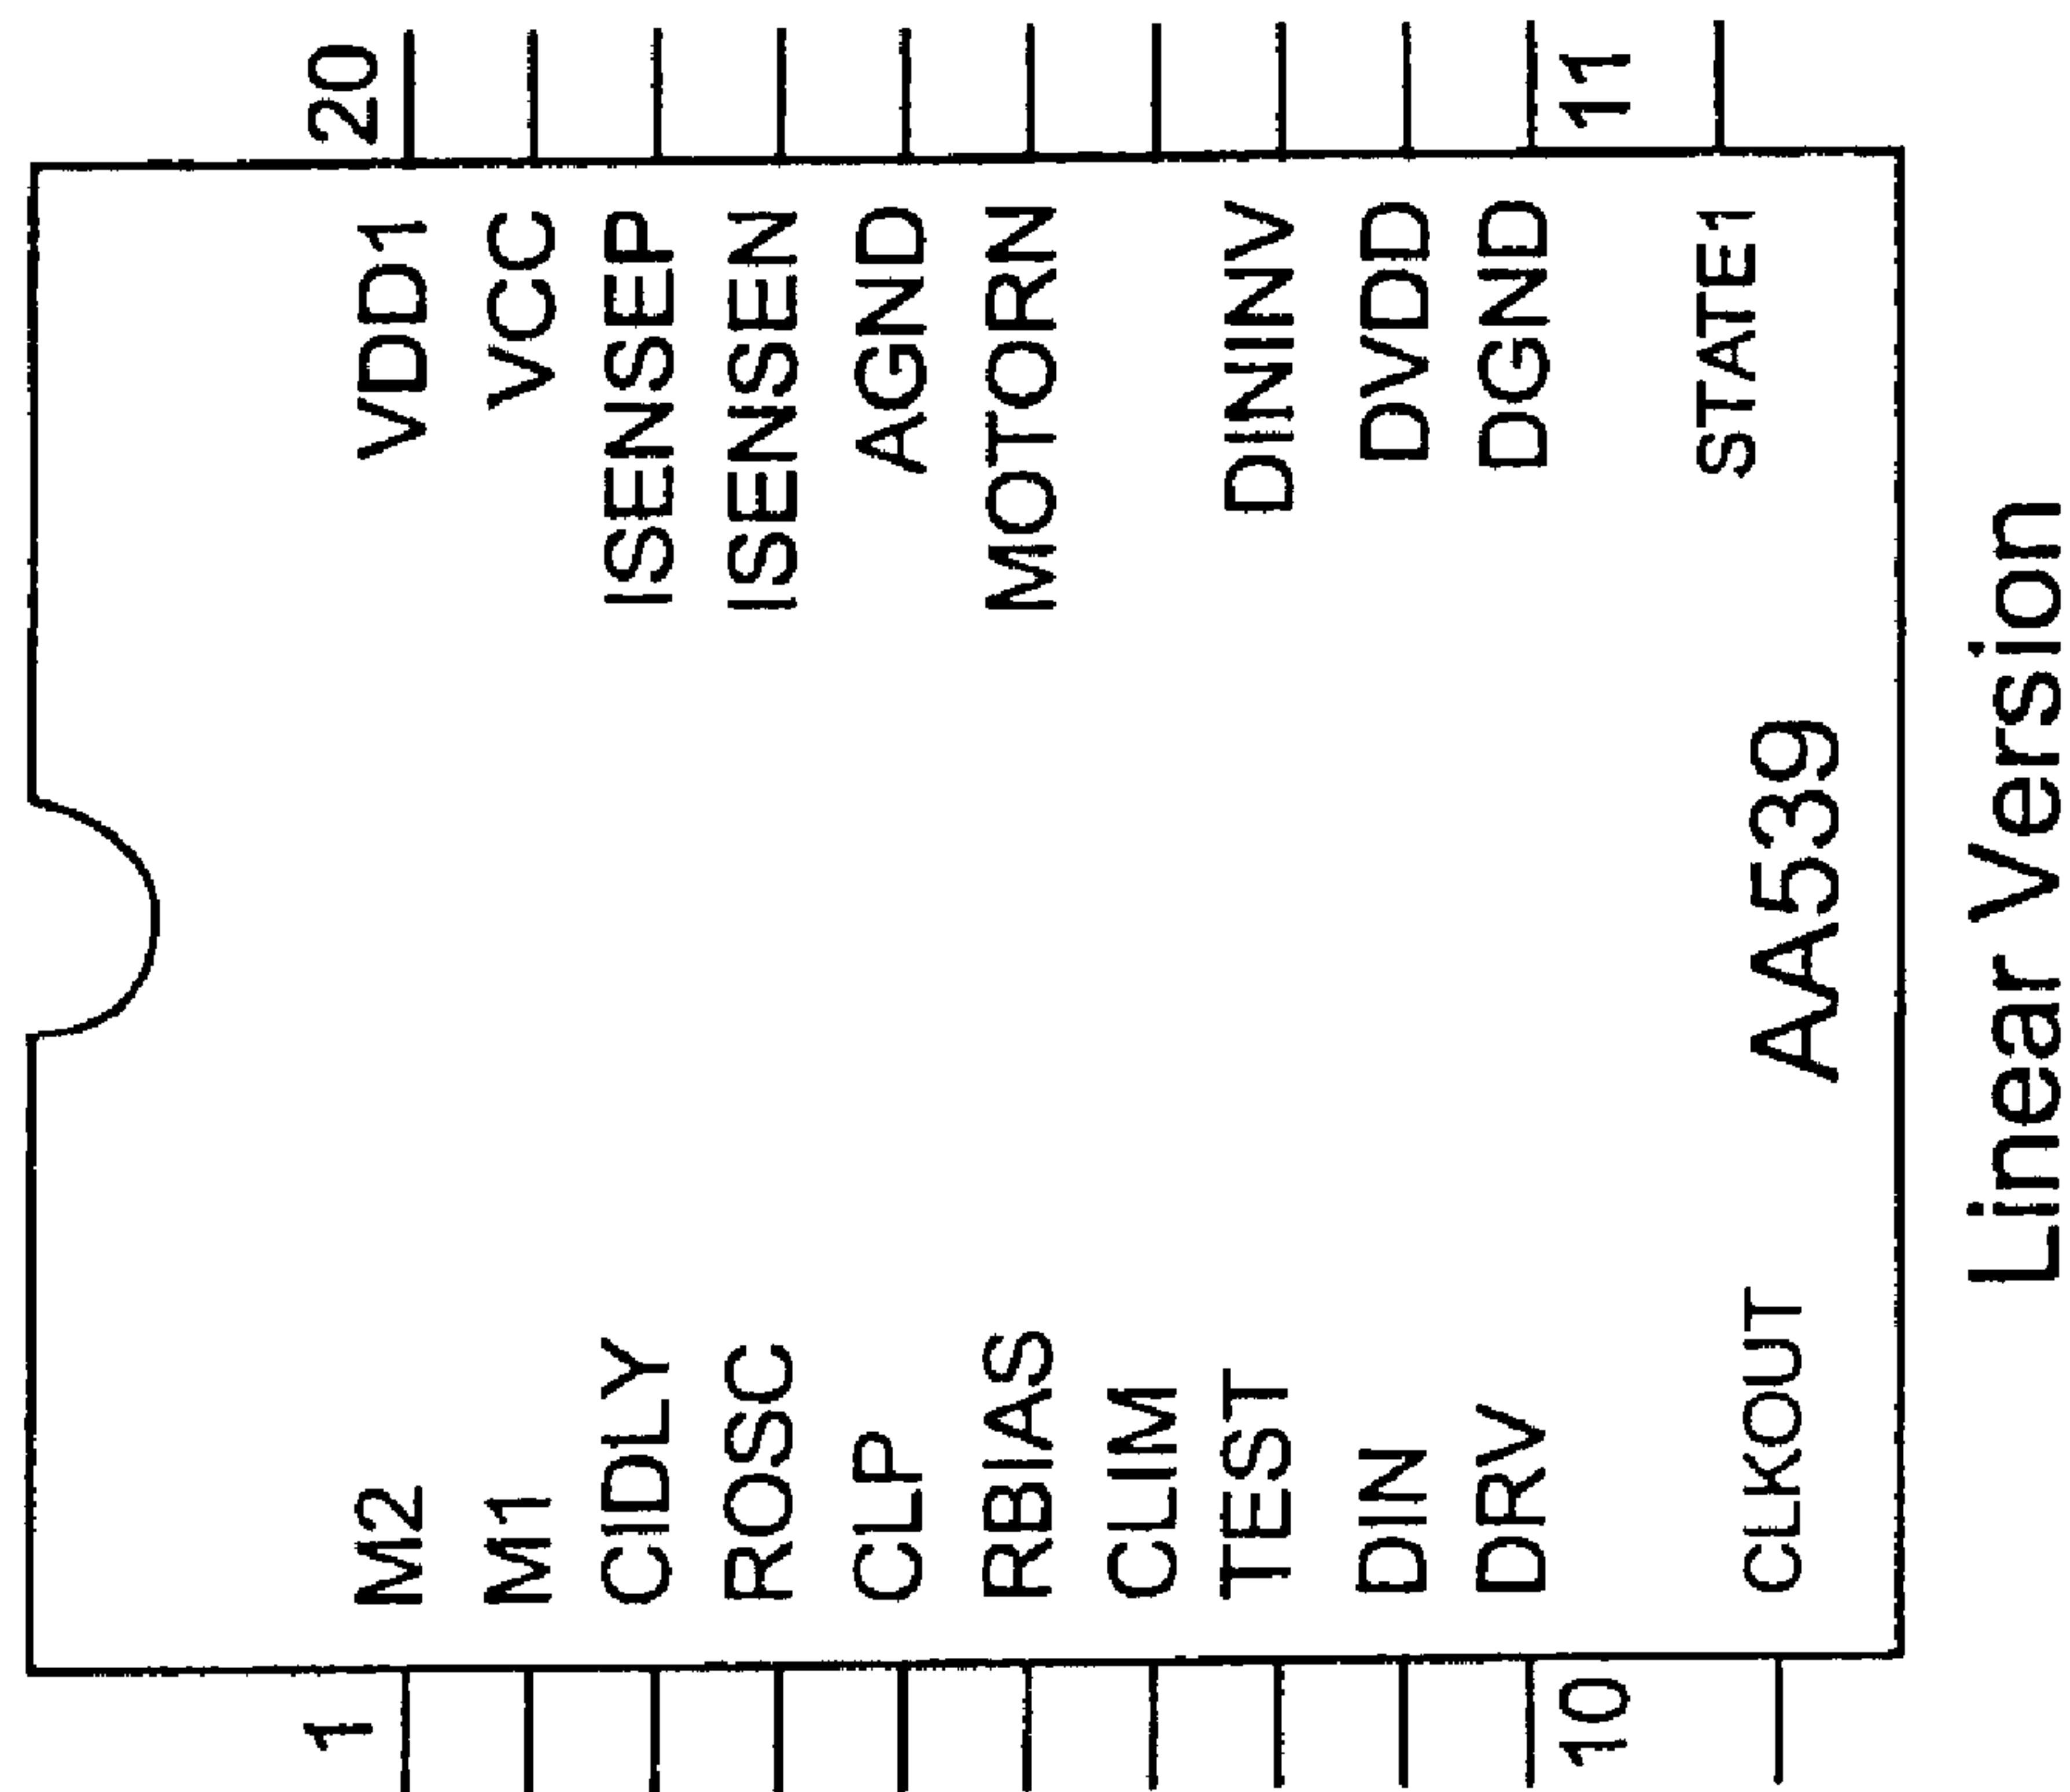 1
20
M2
VDD1
M1
VCC
CIDLY
ISENSEP
ROSC
ISENSEN
CLP
AGND
RBIAS
MOTORN
CLIM
TEST
DININV
DIN
DVDD
DRV
DGND
10
11
STATE1
CLKOUT
AA539
Linear Version